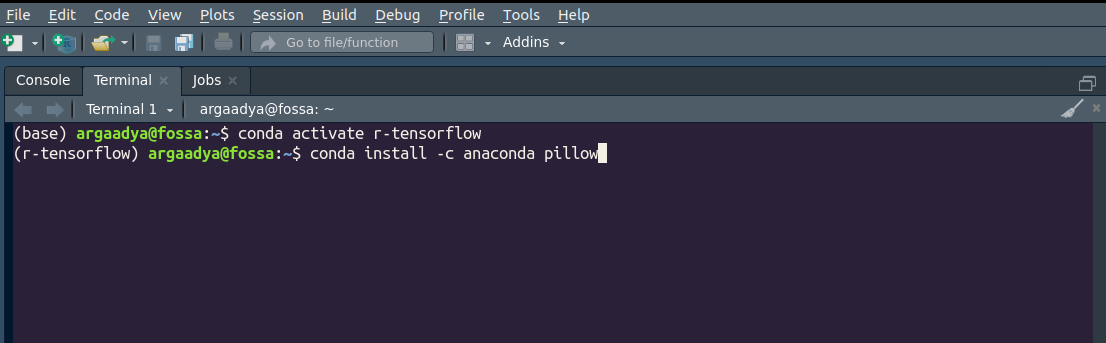 File Edit Code View Plots Session Build Debug Profile Tools Help
Go to file/function Addins
Console Terminal Jobs
Terminal 1 argaadya@fossa: ~
(base) argaadya@fossa:~$ conda activate r-tensorflow
(r-tensorflow) argaadya@fossa:~$ conda install -c anaconda pillow